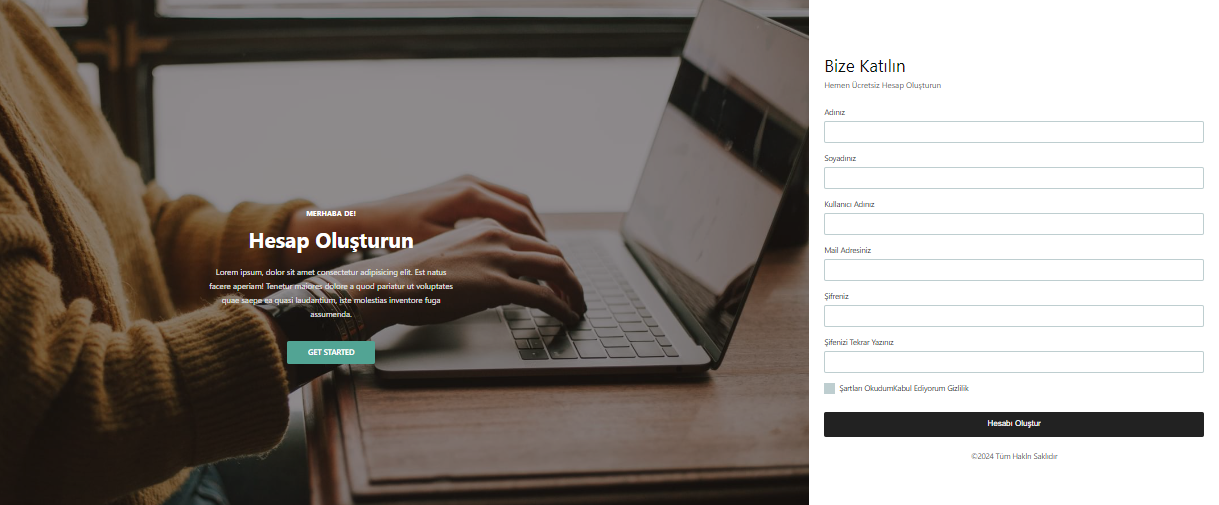 MERHABA DE!
Hesap Oluşturun
Lorem ipsum, dolor sit amet consectetur adipisicing elit. Est natus
facere aperiam! Tenetur maiores dolore a quod pariatur ut voluptates
quae saepe ea quasi laudantium, iste molestias inventore fuga
assumenda.
GET STARTED
Bize Katılın
Hemen Ücretsiz Hesap Oluşturun
Adınız
Soyadınız
Kullanıcı Adınız
Mail Adresiniz
Şifreniz
Şifenizi Tekrar Yazınız
Şartları OkudumKabul Ediyorum Gizlilik
Hesabı Oluştur
©2024 Tüm Hakln Saklıdır